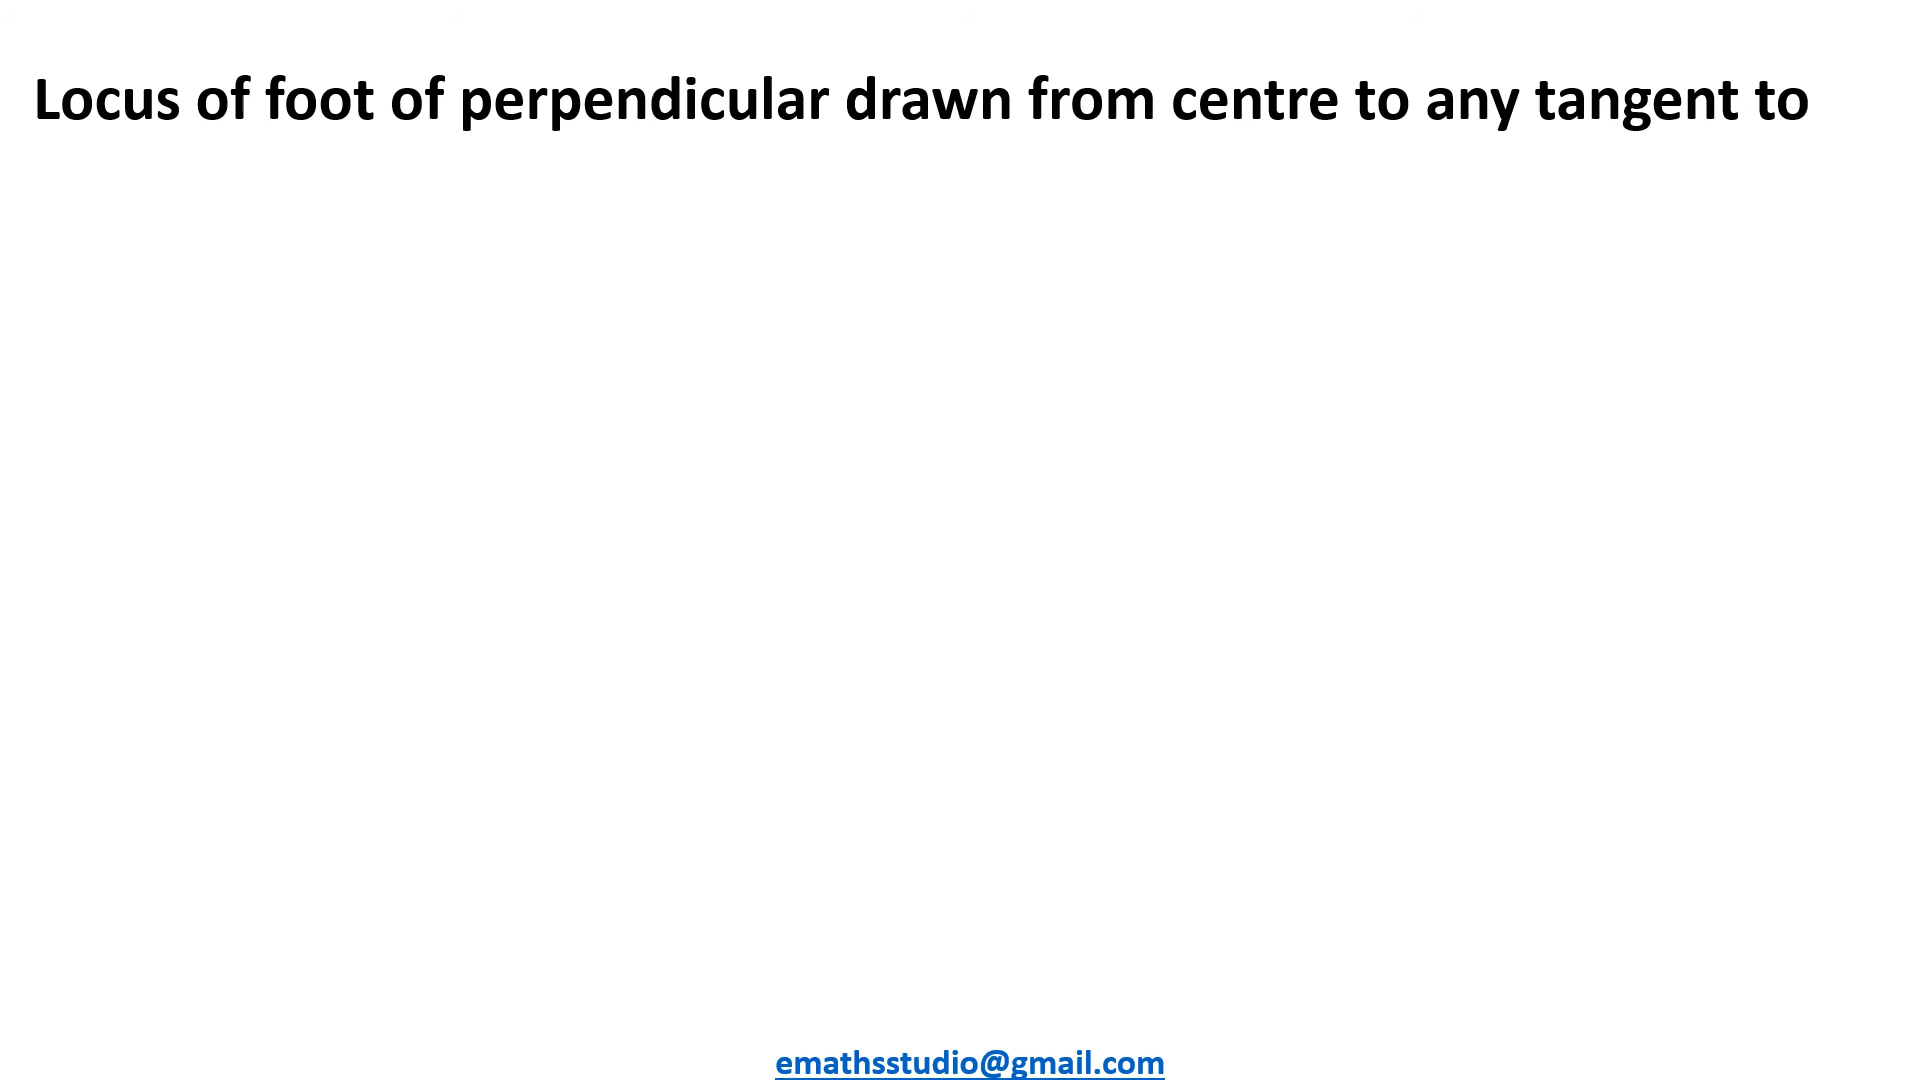 Locus of foot of perpendicular drawn from centre to any tangent to
emathsstudio@gmail.com